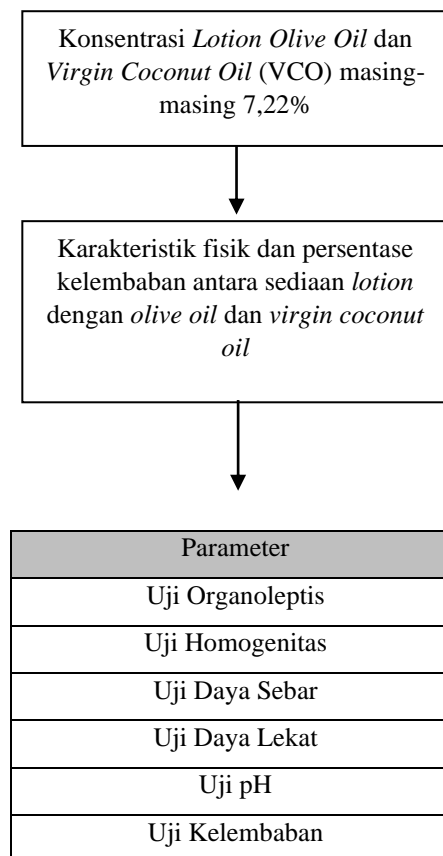 Konsentrasi Lotion Olive Oil dan
Virgin Coconut Oil (VCO) masing-
masing 7,22%
Karakteristik fisik dan persentase
kelembaban antara sediaan lotion
dengan olive oil dan virgin coconut
oil
Parameter
Uji Organoleptis
Uji Homogenitas
Uji Daya Sebar
Uji Daya Lekat
Uji pH
Uji Kelembaban